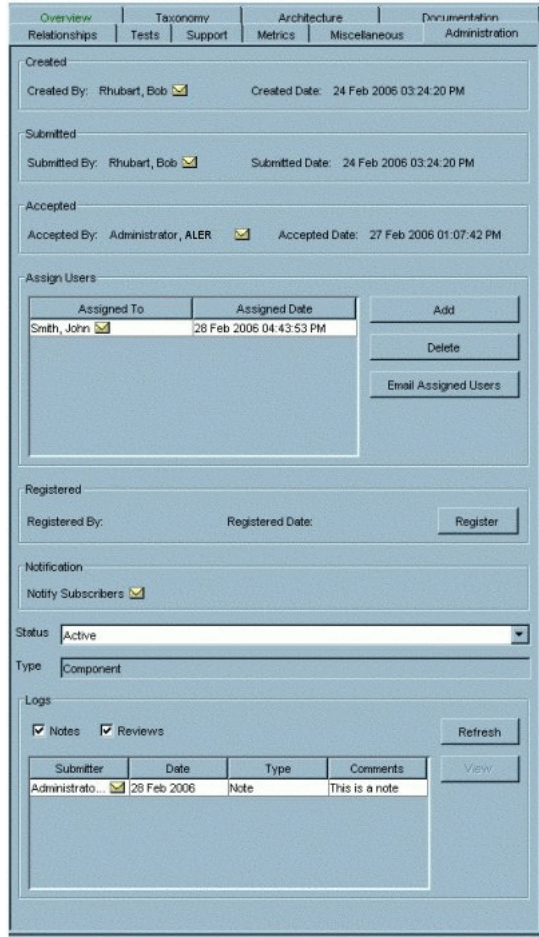 Overview Taxonomy Architecture Documentation
Relationships Tests Support Metrics Miscellaneous Administration
Created
Created By: Rhubart, Bob Created Date: 24 Feb 2006 03:24:20 PM
Submitted
Submitted By: Rhubart, Bob Submitted Date: 24 Feb 2006 03:24:20 PM
Accepted
Accepted By: Administrator, ALER Accepted Date: 27 Feb 2006 01:07:42 PM
Assign Users
Assigned To Assigned Date Add
Smith, John 28 Feb 2006 04:43:53 PM
Delete
Email Assigned Users
Registered
Registered By: Registered Date: Register
Notification
Notify Subscribers
Status Active
Type Component
Logs
Notes Reviews Refresh
Submitter Date Type Comments View
Administrato... 28 Feb 2006 Note This is a note